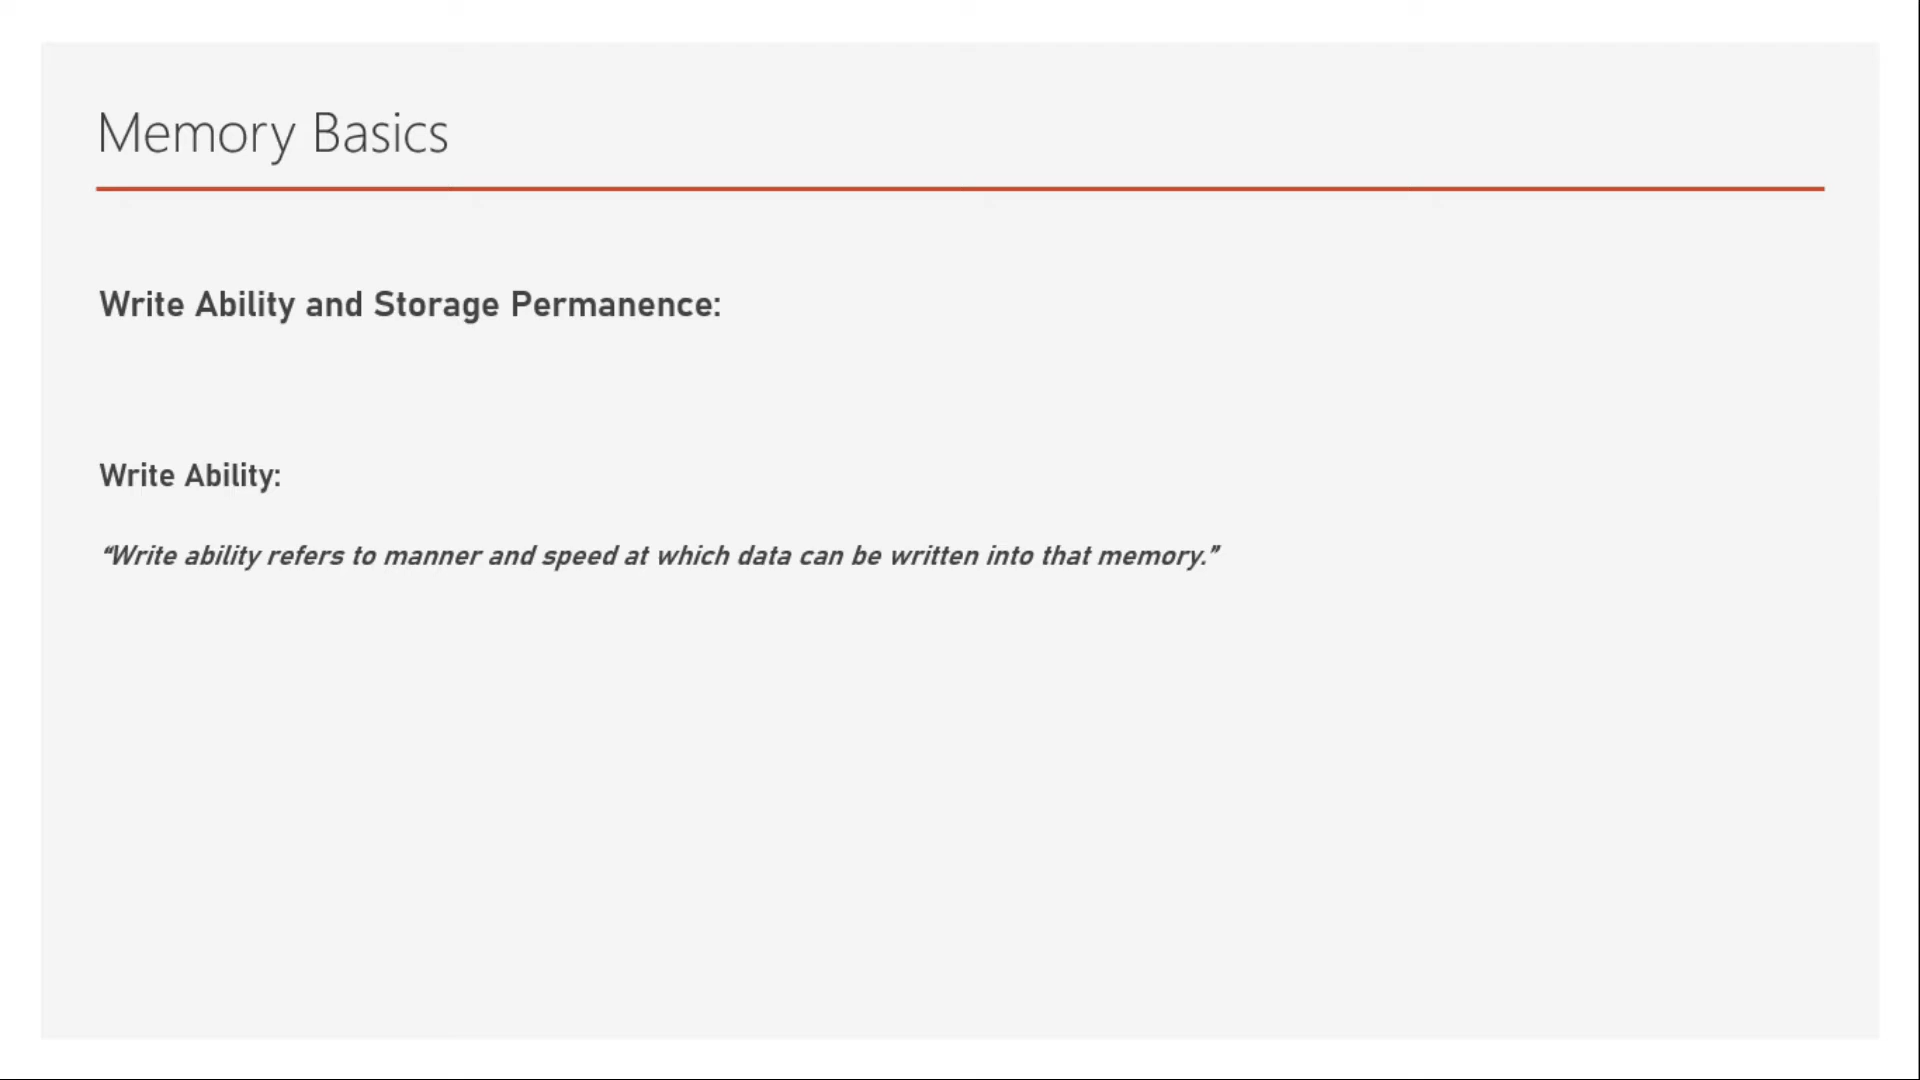 Memory Basics
Write Ability and Storage Permanence:
Write Ability:
“Write ability refers to manner and speed at which data can be written into that memory.”